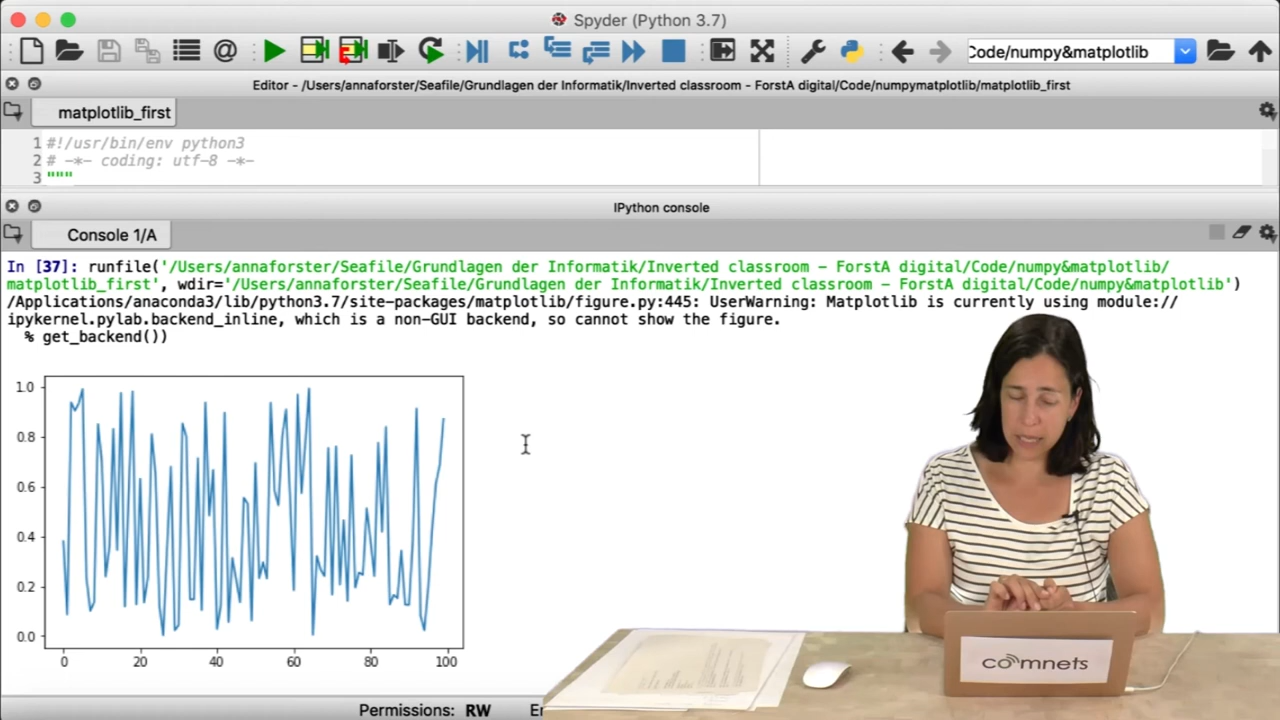 Spyder (Python 3.7)
Code/numpy&matplotlib
Editor - /Users/annaforster/Seafile/Grundlagen der Informatik/Inverted classroom - ForstA digital/Code/numpymatplotlib/matplotlib_first
matplotlib_first
1 #!/usr/bin/env python3
2 # -*- coding: utf-8 -*-
3 """
IPython console
Console 1/A
In [37]: runfile('/Users/annaforster/Seafile/Grundlagen der Informatik/Inverted classroom - ForstA digital/Code/numpy&matplotlib/
matplotlib_first', wdir='/Users/annaforster/Seafile/Grundlagen der Informatik/Inverted classroom - ForstA digital/Code/numpy&matplotlib')
/Applications/anaconda3/lib/python3.7/site-packages/matplotlib/figure.py:445: UserWarning: Matplotlib is currently using module://
ipykernel.pylab.backend_inline, which is a non-GUI backend, so cannot show the figure.
% get_backend())
1.0
0.8
0.6
0.4
0.2
0.0
0 20 40 60 80 100
comnets
Permissions: RW